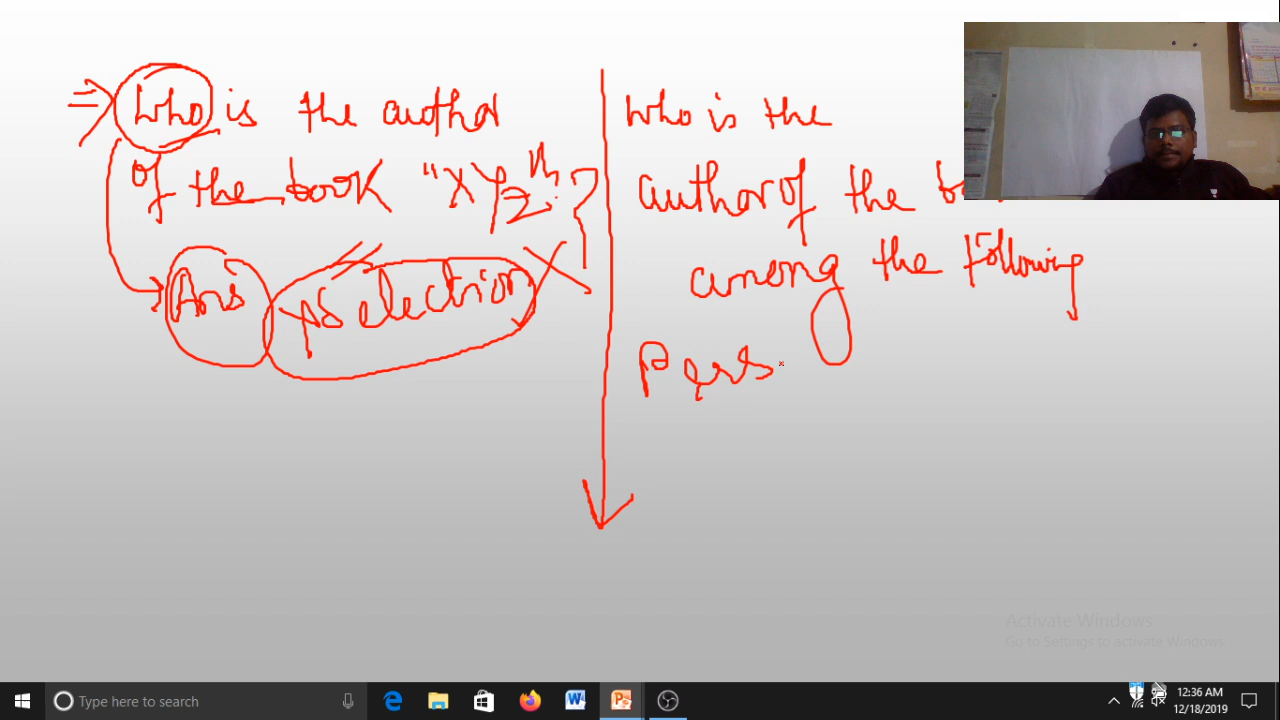 ⇒ Who is the author
of the book "XYZ"?
Ans selection
Who is the
author of the
among the following
Activate Windows
Go to Settings to activate Windows.
Type here to search
12:36 AM
12/18/2019